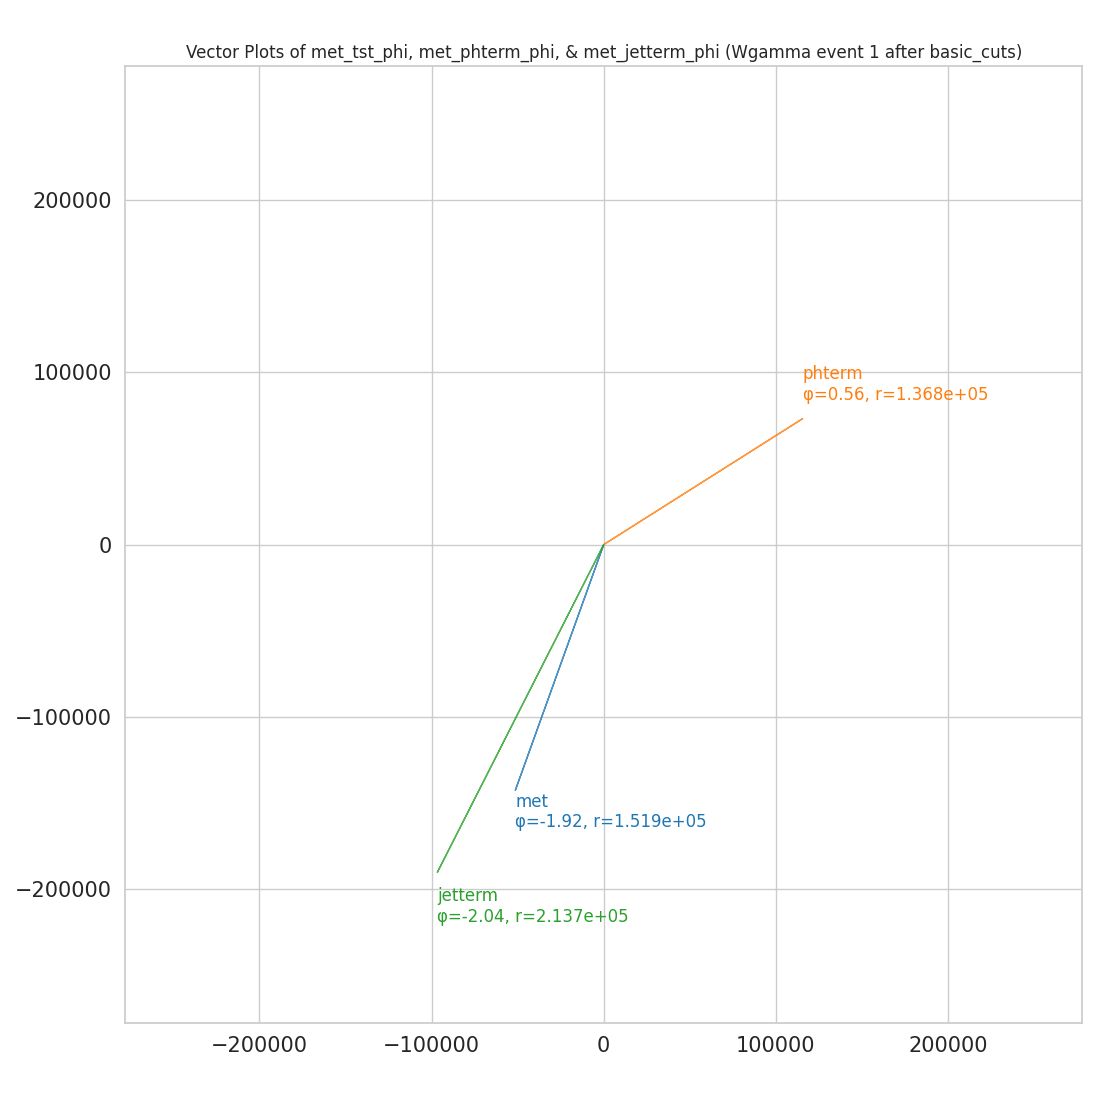 Vector Plots of met_tst_phi, met_phterm_phi, & met_jetterm_phi (Wgamma event 1 after basic_cuts)
200000
100000
phterm
φ=0.56, r=1.368e+05
0
−100000
met
φ=-1.92, r=1.519e+05
−200000
jetterm
φ=-2.04, r=2.137e+05
−200000 −100000 0 100000 200000